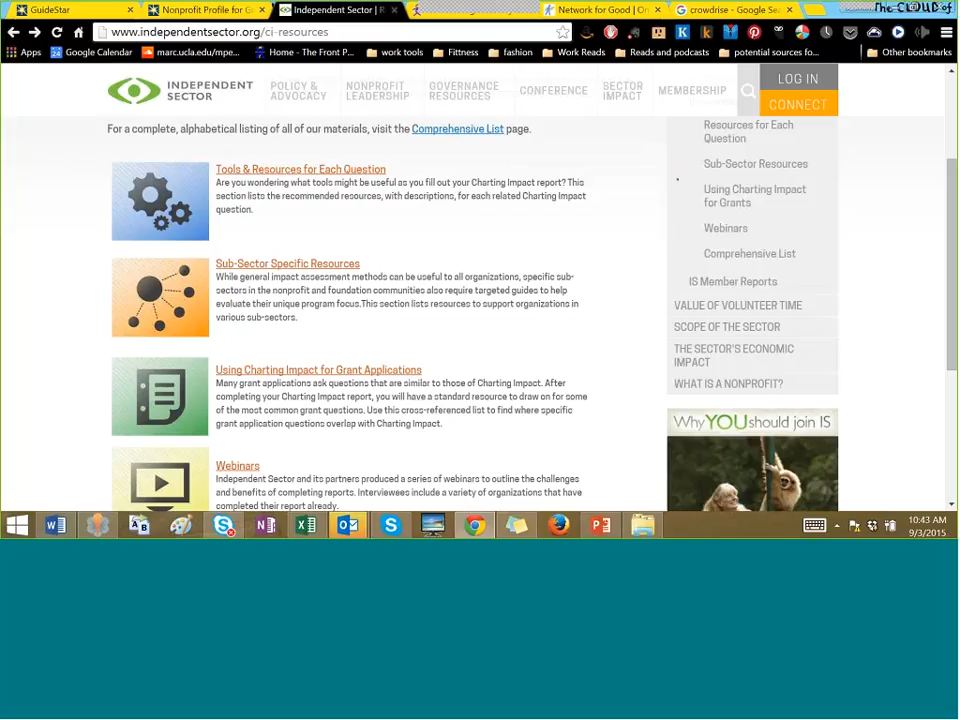 GuideStar
Nonprofit Profile for G
Independent Sector | R
Network for Good | On
crowdrise - Google Sea
The CLOUD of
www.independentsector.org/ci-resources
Apps
Google Calendar
marc.ucla.edu/mpe...
Home - The Front P...
work tools
Fittness
fashion
Work Reads
Reads and podcasts
potential sources fo...
Other bookmarks
INDEPENDENT
SECTOR
POLICY &
ADVOCACY
NONPROFIT
LEADERSHIP
GOVERNANCE
RESOURCES
CONFERENCE
SECTOR
IMPACT
MEMBERSHIP
LOG IN
CONNECT
For a complete, alphabetical listing of all of our materials, visit the Comprehensive List page.
Tools & Resources for Each Question
Are you wondering what tools might be useful as you fill out your Charting Impact report? This
section lists the recommended resources, with descriptions, for each related Charting Impact
question.
Sub-Sector Specific Resources
While general impact assessment methods can be useful to all organizations, specific sub-
sectors in the nonprofit and foundation communities also require targeted guides to help
evaluate their unique program focus.This section lists resources to support organizations in
various sub-sectors.
Using Charting Impact for Grant Applications
Many grant applications ask questions that are similar to those of Charting Impact. After
completing your Charting Impact report, you will have a standard resource to draw on for some
of the most common grant questions. Use this cross-referenced list to find where specific
grant application questions overlap with Charting Impact.
Webinars
Independent Sector and its partners produced a series of webinars to outline the challenges
and benefits of completing reports. Interviewees include a variety of organizations that have
completed their report already.
Resources for Each
Question
Sub-Sector Resources
Using Charting Impact
for Grants
Webinars
Comprehensive List
IS Member Reports
VALUE OF VOLUNTEER TIME
SCOPE OF THE SECTOR
THE SECTOR'S ECONOMIC
IMPACT
WHAT IS A NONPROFIT?
Why YOU should join IS
10:43 AM
9/3/2015